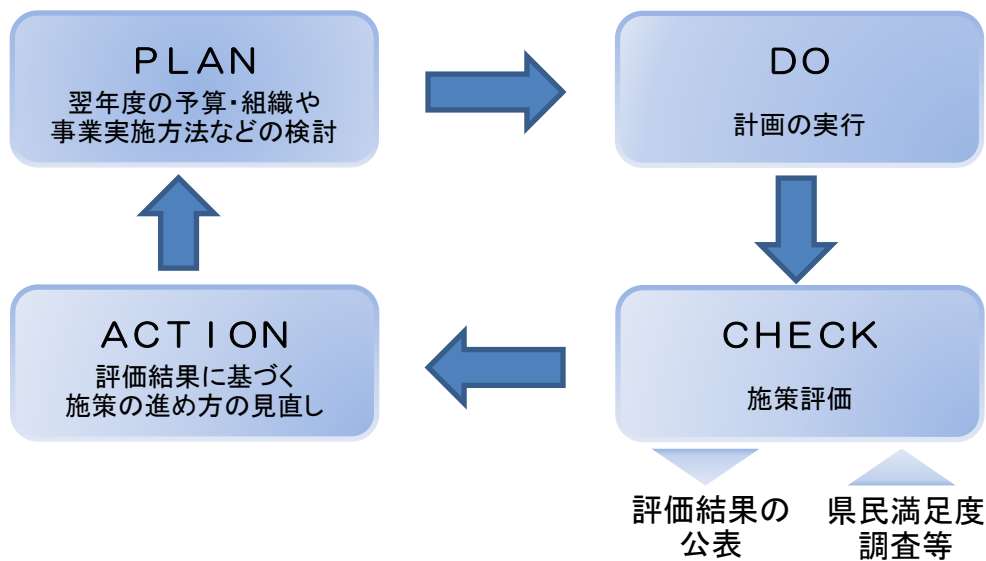 PLAN
翌年度の予算・組織や
事業実施方法などの検討
DO
計画の実行
ACTION
評価結果に基づく
施策の進め方の見直し
CHECK
施策評価
評価結果の
公表
県民満足度
調査等